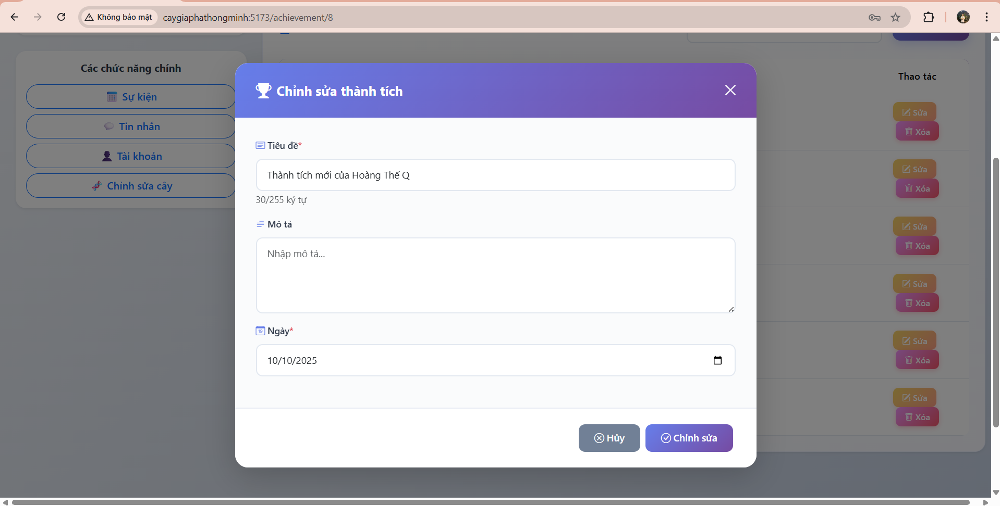 Không bảo mật
caygiaphathongminh:5173/achievement/8
Các chức năng chính
Sự kiện
Tin nhắn
Tài khoản
Chỉnh sửa cây
Thao tác
Sửa
Xóa
Sửa
Xóa
Sửa
Xóa
Sửa
Xóa
Sửa
Xóa
Sửa
Xóa
Chỉnh sửa thành tích
Tiêu đề*
Thành tích mới của Hoàng Thế Q
30/255 ký tự
Mô tả
Nhập mô tả...
19 Ngày*
10/10/2025
Hủy
Chỉnh sửa